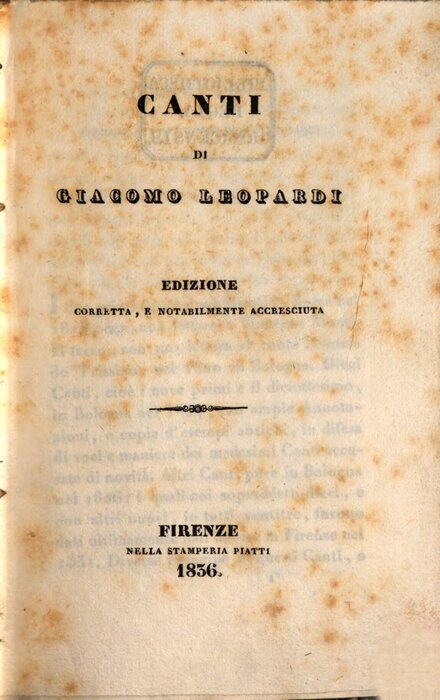 CANTI
DI
GIACOMO LEOPARDI
EDIZIONE
CORRETTA, E NOTABILMENTE ACCRESCIUTA
FIRENZE
NELLA STAMPERIA PIATTI
1836.